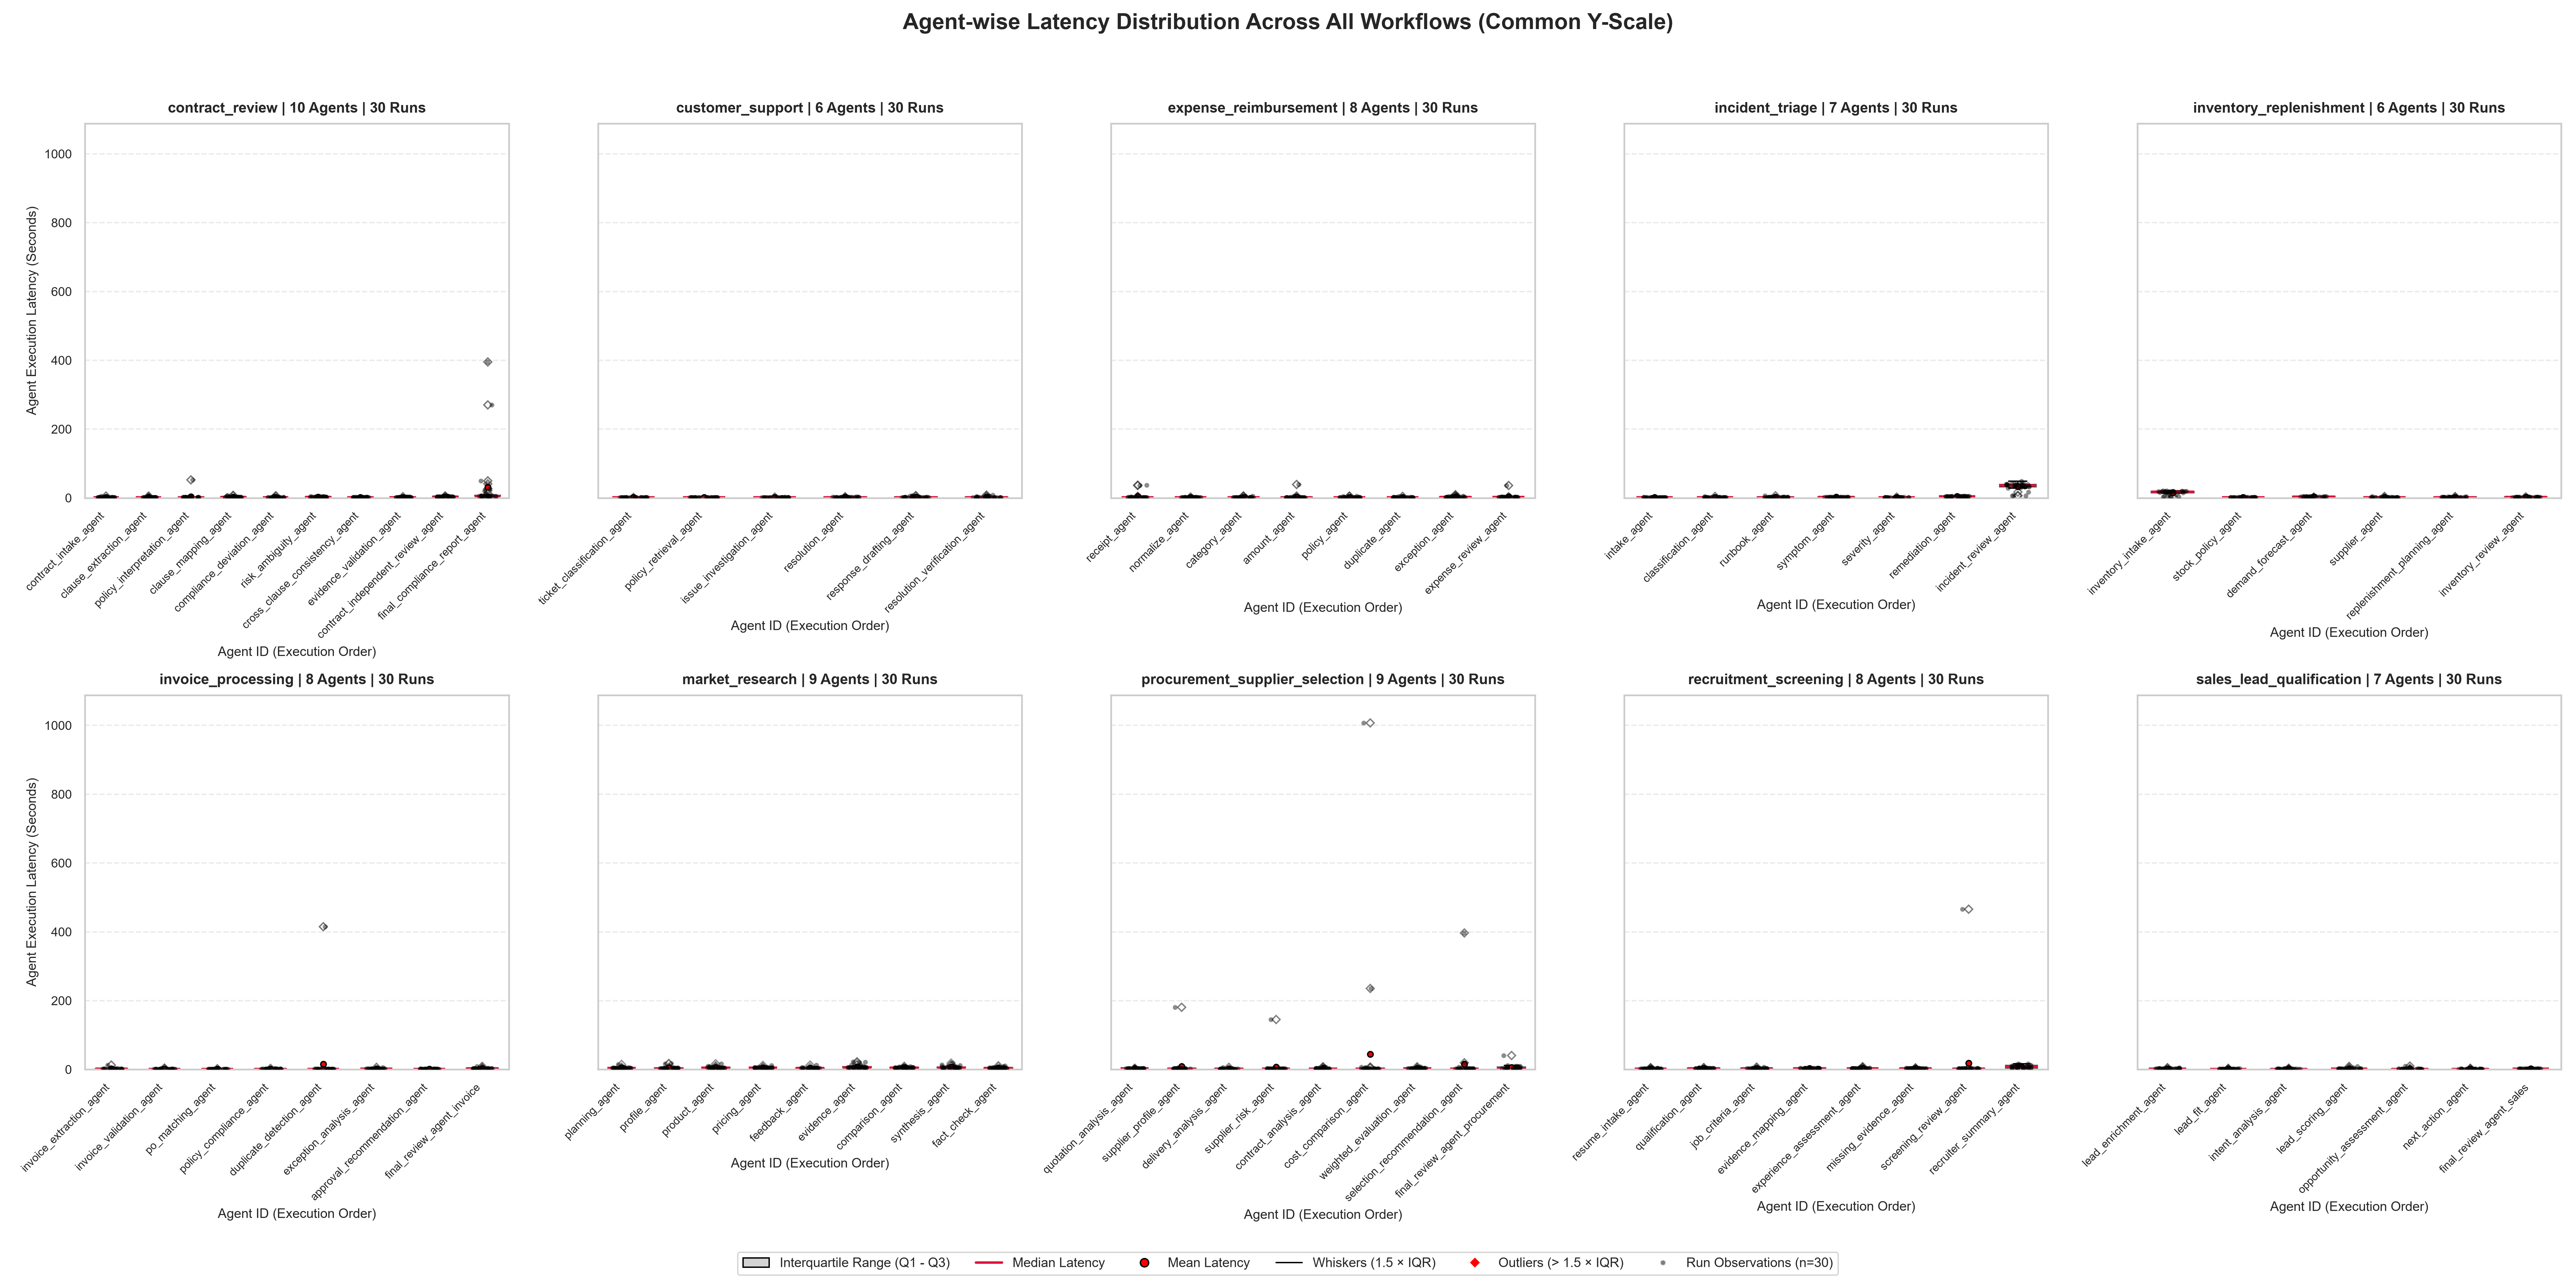 Agent-wise Latency Distribution Across All Workflows (Common Y-Scale)
contract_review | 10 Agents | 30 Runs
customer_support | 6 Agents | 30 Runs
expense_reimbursement | 8 Agents | 30 Runs
incident_triage | 7 Agents | 30 Runs
inventory_replenishment | 6 Agents | 30 Runs
Agent Execution Latency (Seconds)
1000
800
600
400
200
0
contract_intake_agent
clause_extraction_agent
policy_interpretation_agent
clause_mapping_agent
compliance_deviation_agent
risk_ambiguity_agent
cross_clause_consistency_agent
evidence_validation_agent
contract_independent_review_agent
final_compliance_report_agent
Agent ID (Execution Order)
ticket_classification_agent
policy_retrieval_agent
issue_investigation_agent
resolution_agent
response_drafting_agent
resolution_verification_agent
Agent ID (Execution Order)
receipt_agent
normalize_agent
category_agent
amount_agent
policy_agent
duplicate_agent
exception_agent
expense_review_agent
Agent ID (Execution Order)
intake_agent
classification_agent
runbook_agent
symptom_agent
severity_agent
remediation_agent
incident_review_agent
Agent ID (Execution Order)
inventory_intake_agent
stock_policy_agent
demand_forecast_agent
supplier_agent
replenishment_planning_agent
inventory_review_agent
Agent ID (Execution Order)
invoice_processing | 8 Agents | 30 Runs
market_research | 9 Agents | 30 Runs
procurement_supplier_selection | 9 Agents | 30 Runs
recruitment_screening | 8 Agents | 30 Runs
sales_lead_qualification | 7 Agents | 30 Runs
Agent Execution Latency (Seconds)
1000
800
600
400
200
0
invoice_extraction_agent
invoice_validation_agent
po_matching_agent
policy_compliance_agent
duplicate_detection_agent
exception_analysis_agent
approval_recommendation_agent
final_review_agent_invoice
Agent ID (Execution Order)
planning_agent
profile_agent
product_agent
pricing_agent
feedback_agent
evidence_agent
comparison_agent
synthesis_agent
fact_check_agent
Agent ID (Execution Order)
quotation_analysis_agent
supplier_profile_agent
delivery_analysis_agent
supplier_risk_agent
contract_analysis_agent
cost_comparison_agent
weighted_evaluation_agent
selection_recommendation_agent
final_review_agent_procurement
Agent ID (Execution Order)
resume_intake_agent
qualification_agent
job_criteria_agent
evidence_mapping_agent
experience_assessment_agent
missing_evidence_agent
screening_review_agent
recruiter_summary_agent
Agent ID (Execution Order)
lead_enrichment_agent
lead_fit_agent
intent_analysis_agent
lead_scoring_agent
opportunity_assessment_agent
next_action_agent
final_review_agent_sales
Agent ID (Execution Order)
Interquartile Range (Q1 - Q3)
Median Latency
Mean Latency
Whiskers (1.5 × IQR)
Outliers (> 1.5 × IQR)
Run Observations (n=30)